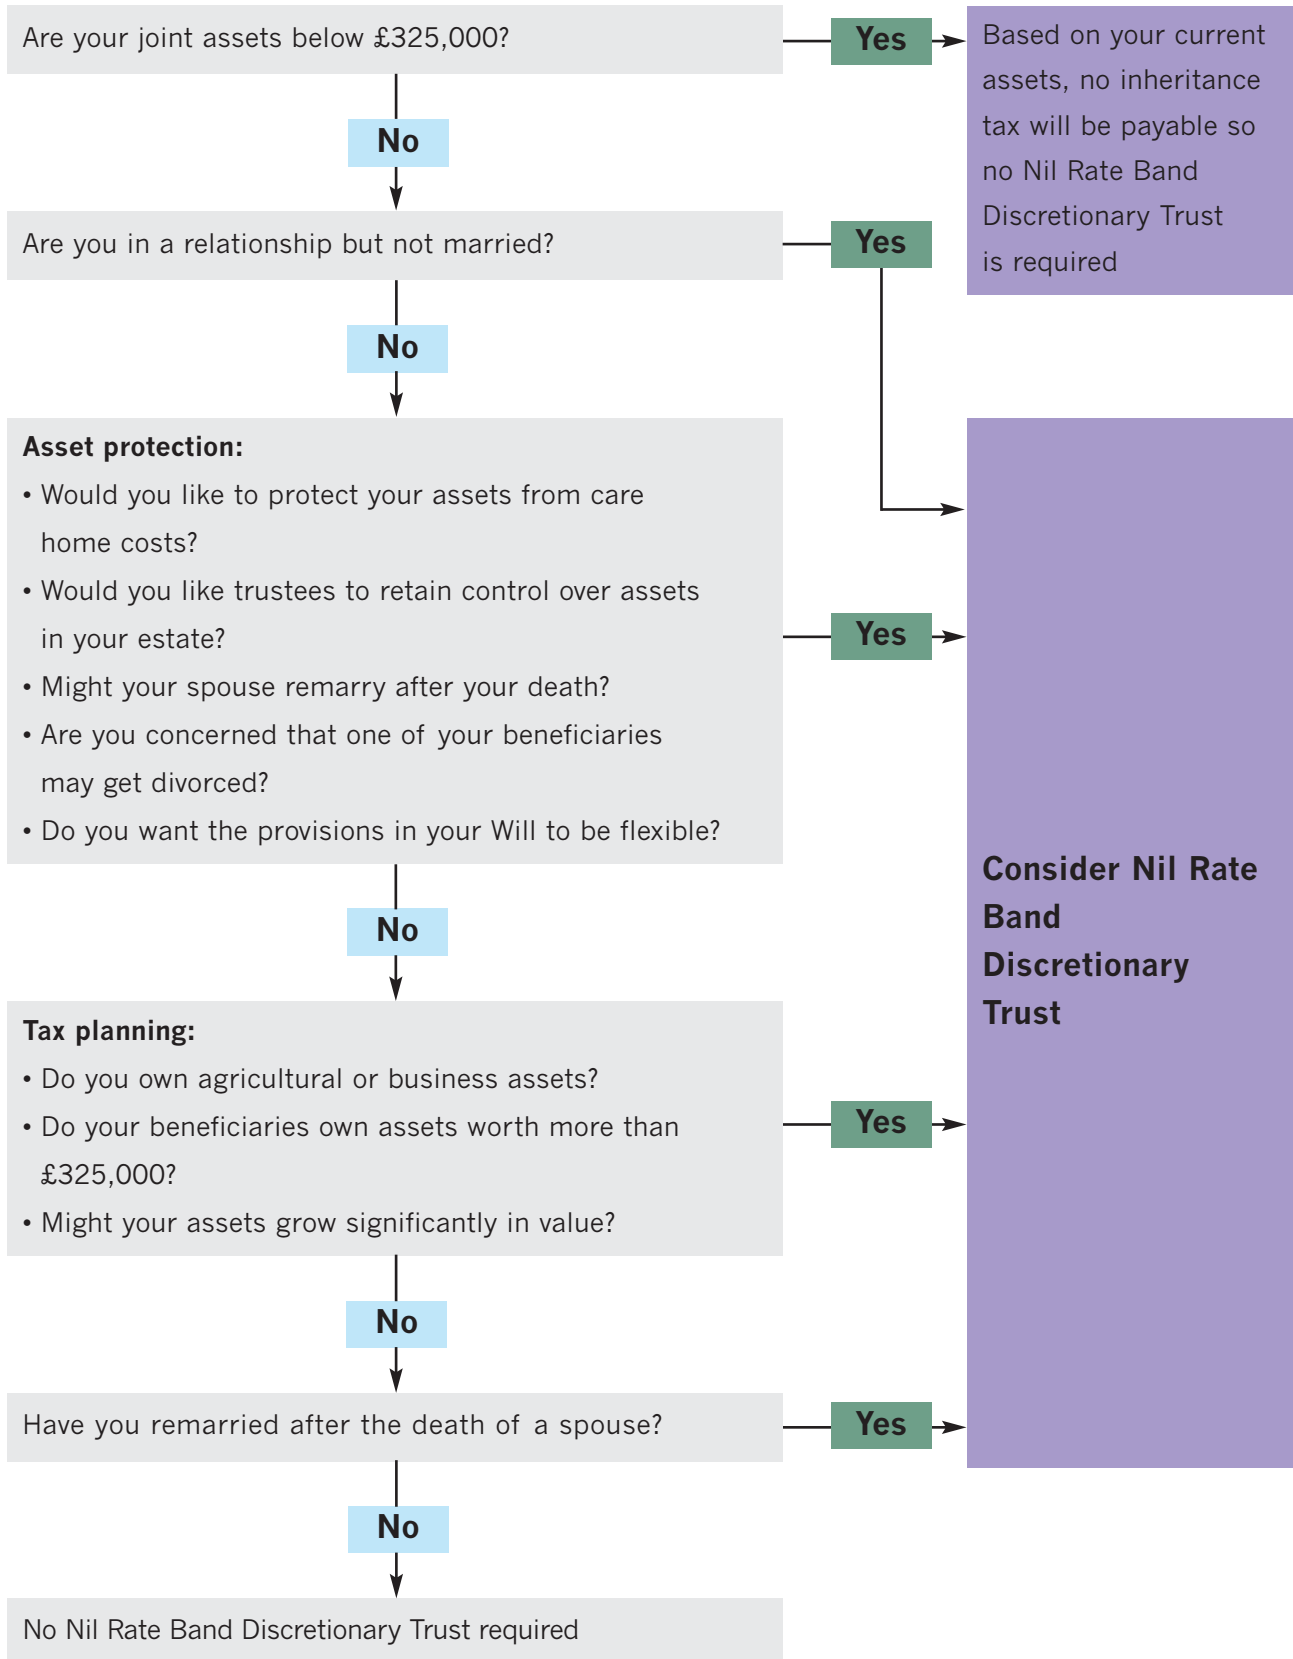 Are your joint assets below £325,000?
Yes
Based on your current
assets, no inheritance
tax will be payable so
no Nil Rate Band
Discretionary Trust
is required
No
Are you in a relationship but not married?
Yes
No
Asset protection:
• Would you like to protect your assets from care
home costs?
• Would you like trustees to retain control over assets
in your estate?
• Might your spouse remarry after your death?
• Are you concerned that one of your beneficiaries
may get divorced?
• Do you want the provisions in your Will to be flexible?
Yes
Consider Nil Rate
Band
Discretionary
Trust
No
Tax planning:
• Do you own agricultural or business assets?
• Do your beneficiaries own assets worth more than
£325,000?
• Might your assets grow significantly in value?
Yes
No
Have you remarried after the death of a spouse?
Yes
No
No Nil Rate Band Discretionary Trust required